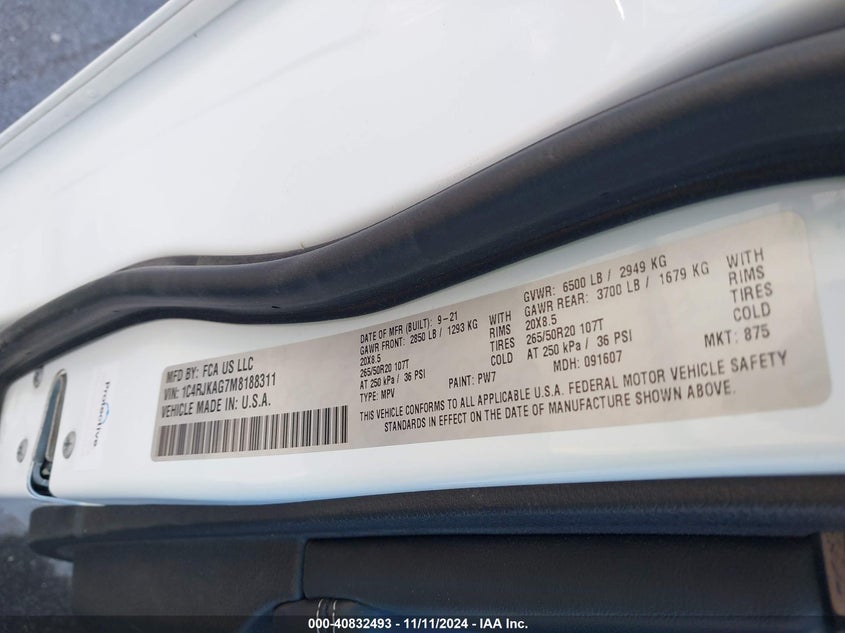 MFD BY: FCA US LLC
VIN: 1C4RJKAG7M8188311
VEHICLE MADE IN U.S.A.
DATE OF MFR (BUILT): 9-21
GAWR FRONT: 2850 LB / 1293 KG WITH
20X8.5 RIMS
265/50R20 107T TIRES
AT 250 kPa / 36 PSI COLD
TYPE: MPV PAINT: PW7
GVWR: 6500 LB / 2949 KG
GAWR REAR: 3700 LB / 1679 KG WITH
20X8.5 RIMS
265/50R20 107T TIRES
AT 250 kPa / 36 PSI COLD
MDH: 091607 MKT: 875
THIS VEHICLE CONFORMS TO ALL APPLICABLE U.S.A. FEDERAL MOTOR VEHICLE SAFETY
STANDARDS IN EFFECT ON THE DATE OF MANUFACTURE SHOWN ABOVE.
Protective
000-40832493 - 11/11/2024 - IAA Inc.